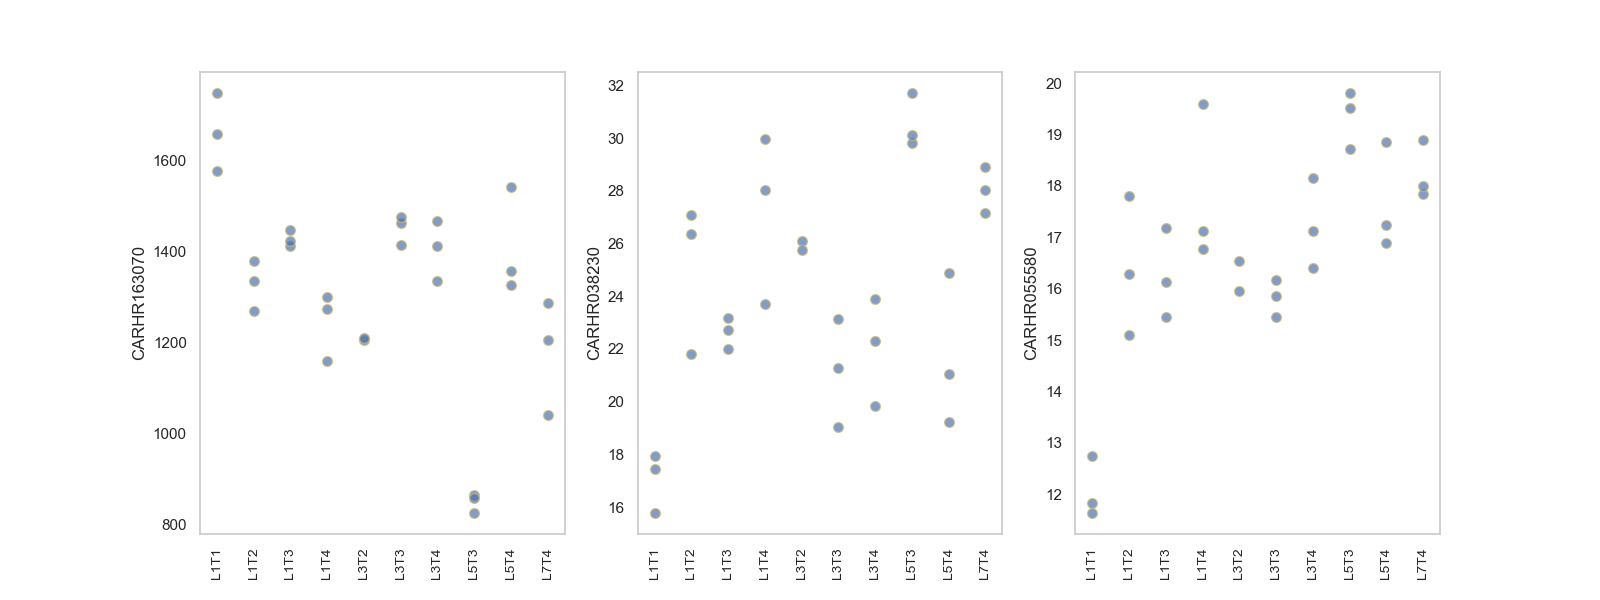 CARHR163070
1600
1400
1200
1000
800
L1T1
L1T2
L1T3
L1T4
L3T2
L3T3
L3T4
L5T3
L5T4
L7T4
CARHR038230
32
30
28
26
24
22
20
18
16
L1T1
L1T2
L1T3
L1T4
L3T2
L3T3
L3T4
L5T3
L5T4
L7T4
CARHR055580
20
19
18
17
16
15
14
13
12
L1T1
L1T2
L1T3
L1T4
L3T2
L3T3
L3T4
L5T3
L5T4
L7T4